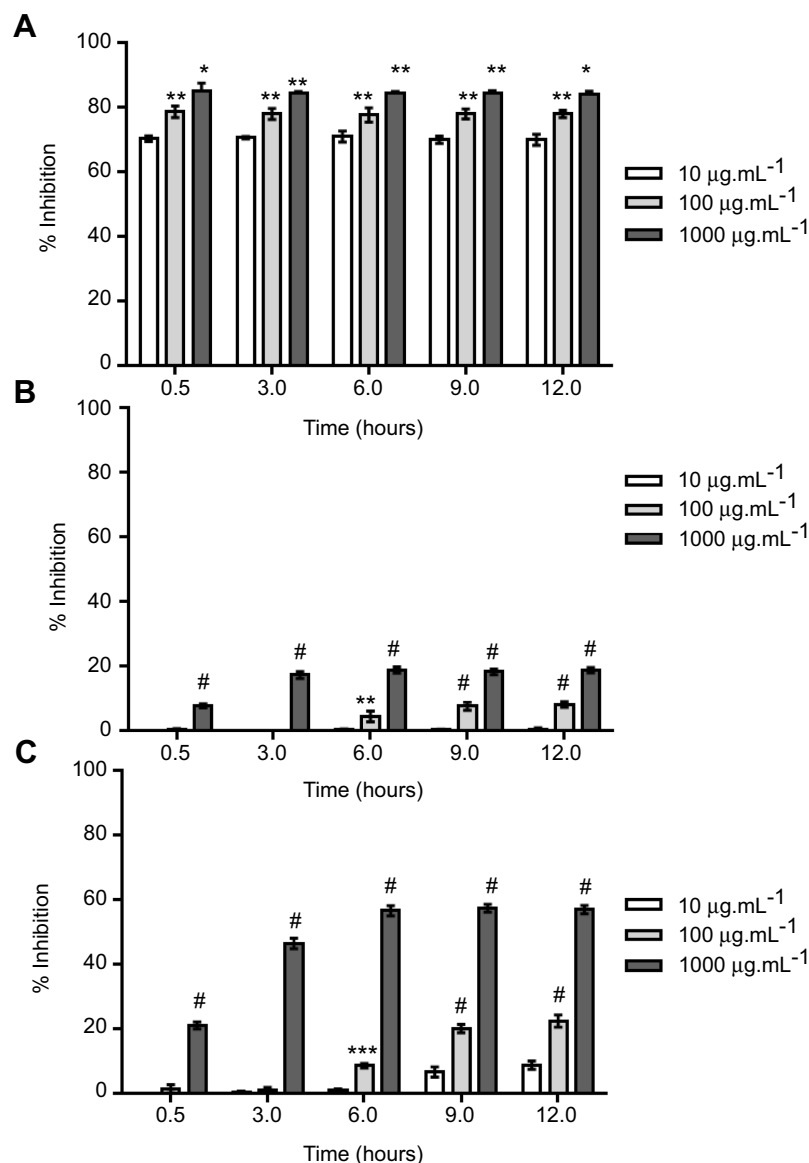 A
100
80
60
40
20
0
% Inhibition
* ** ** ** *
** ** ** ** **
0.5 3.0 6.0 9.0 12.0
Time (hours)
10 µg.mL-1
100 µg.mL-1
1000 µg.mL-1
B
100
80
60
40
20
0
% Inhibition
# # # # #
** # #
0.5 3.0 6.0 9.0 12.0
Time (hours)
10 µg.mL-1
100 µg.mL-1
1000 µg.mL-1
C
100
80
60
40
20
0
% Inhibition
# # # # #
*** # #
0.5 3.0 6.0 9.0 12.0
Time (hours)
10 µg.mL-1
100 µg.mL-1
1000 µg.mL-1